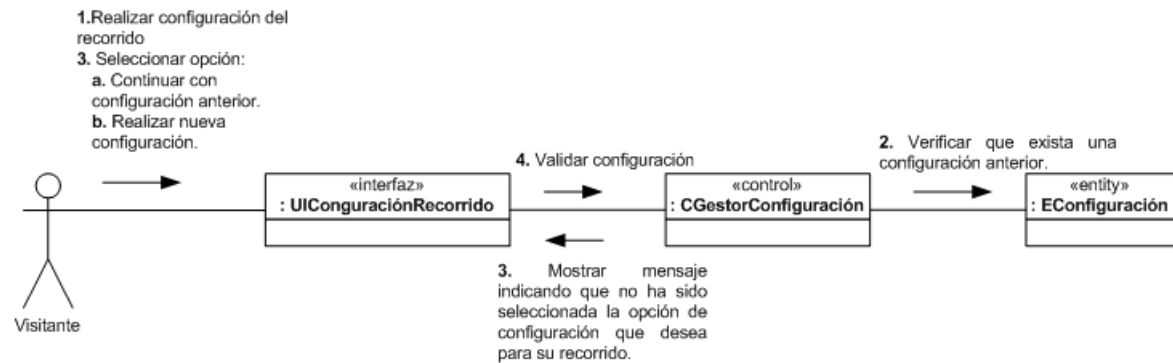 1.Realizar configuración del
recorrido
3. Seleccionar opción:
a. Continuar con
configuración anterior.
b. Realizar nueva
configuración.
Visitante
«interfaz»
: UIConguraciónRecorrido
4. Validar configuración
3. Mostrar mensaje
indicando que no ha sido
seleccionada la opción de
configuración que desea
para su recorrido.
«control»
: CGestorConfiguración
2. Verificar que exista una
configuración anterior.
«entity»
: EConfiguración